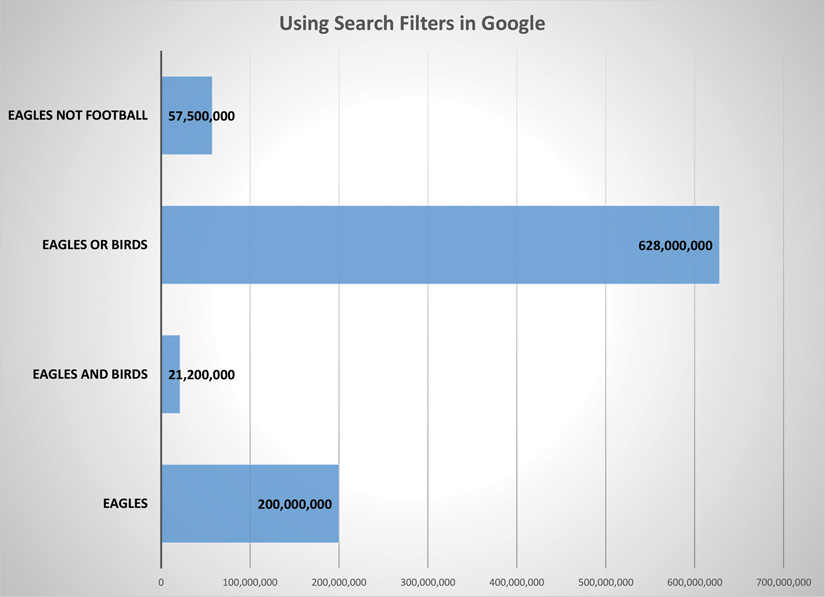 Using Search Filters in Google
EAGLES NOT FOOTBALL
57,500,000
EAGLES OR BIRDS
628,000,000
EAGLES AND BIRDS
21,200,000
EAGLES
200,000,000
0 100,000,000 200,000,000 300,000,000 400,000,000 500,000,000 600,000,000 700,000,000